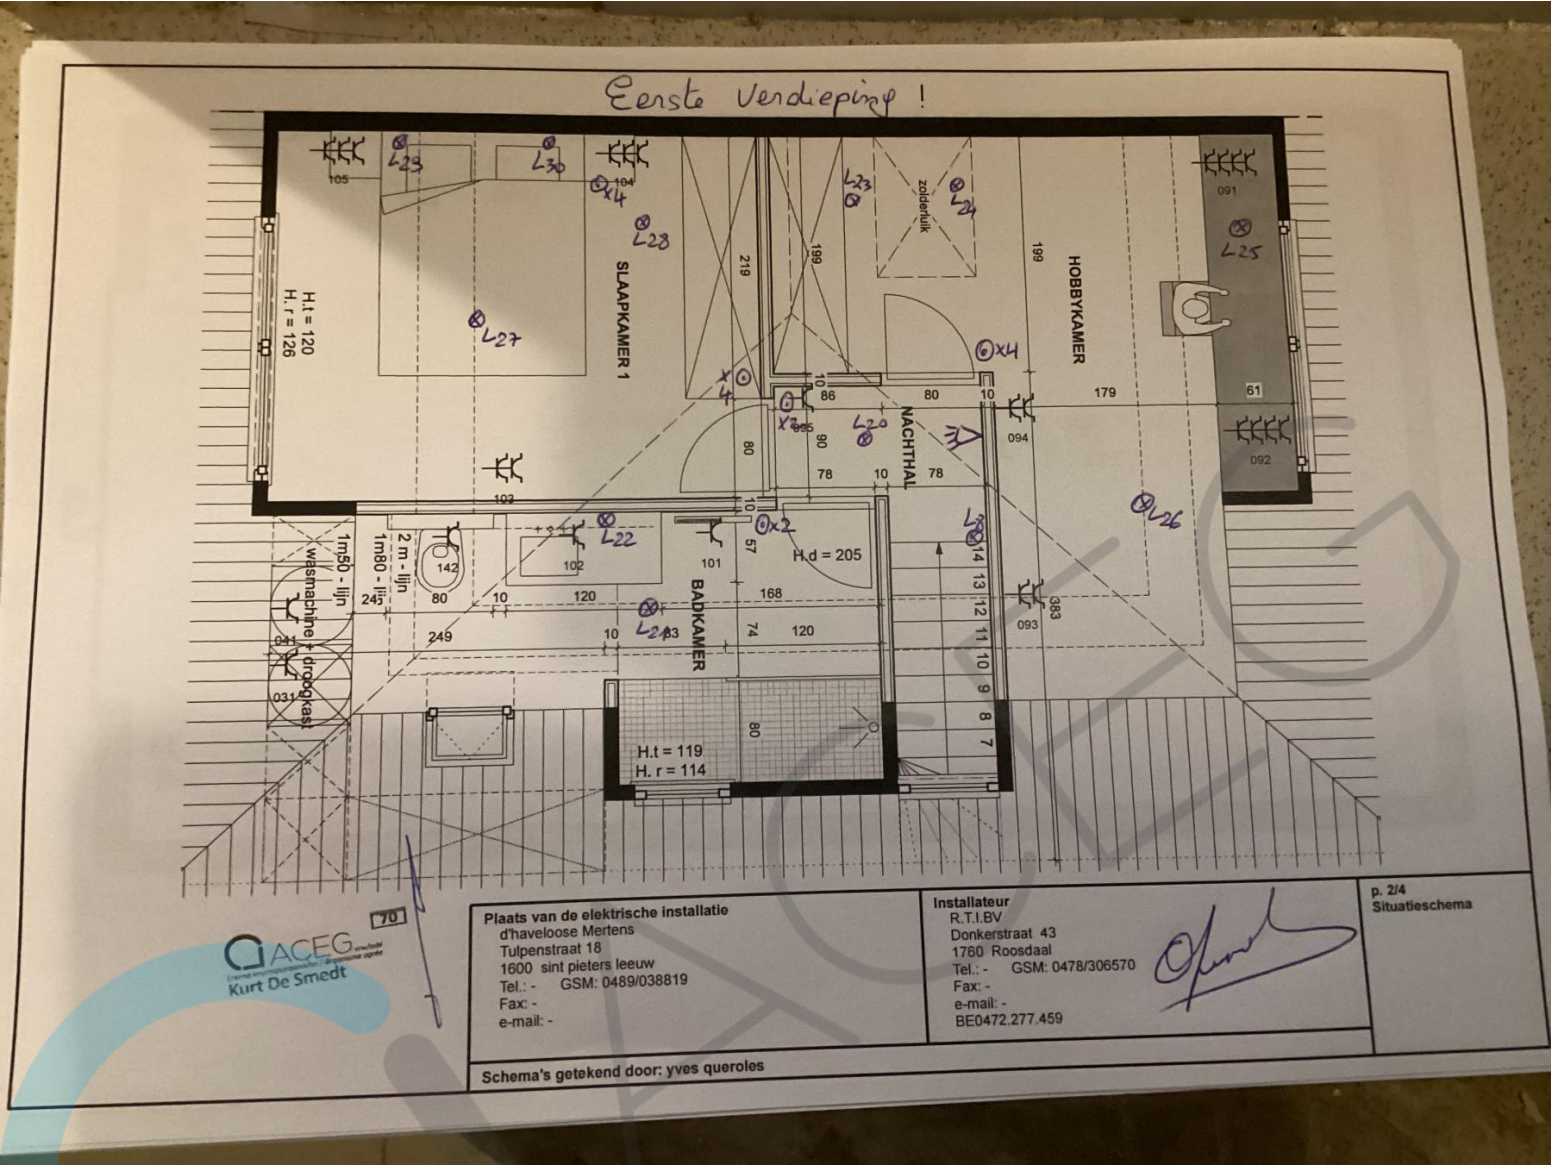 Eerste Verdieping !
105
L29
L30
104
x4
L28
L27
SLAAPKAMER 1
H.t = 120
H. r = 126
219
199
L23
zolderluik
L24
199
HOBBYKAMER
091
L25
x4
x4
10
86
80
10
179
61
x2
095
90
L20
NACHTHAL
094
092
80
78
10
78
103
10
x2
L22
L26
57
H.d = 205
101
102
142
2 m - lijn
1m80 - lijn
1m50 - lijn
wasmachine + droogkast
80
10
120
168
093
383
249
10
L21
74
120
BADKAMER
041
031
14
13
12
11
10
9
8
7
80
H.t = 119
H. r = 114
70
ACEG
Kurt De Smedt
Plaats van de elektrische installatie
d'haveloose Mertens
Tulpenstraat 18
1600 sint pieters leeuw
Tel.: - GSM: 0489/038819
Fax: -
e-mail: -
Installateur
R.T.I.BV
Donkerstraat 43
1760 Roosdaal
Tel.: - GSM: 0478/306570
Fax: -
e-mail: -
BE0472.277.459
p. 2/4
Situatieschema
Schema's getekend door: yves queroles
ACEG